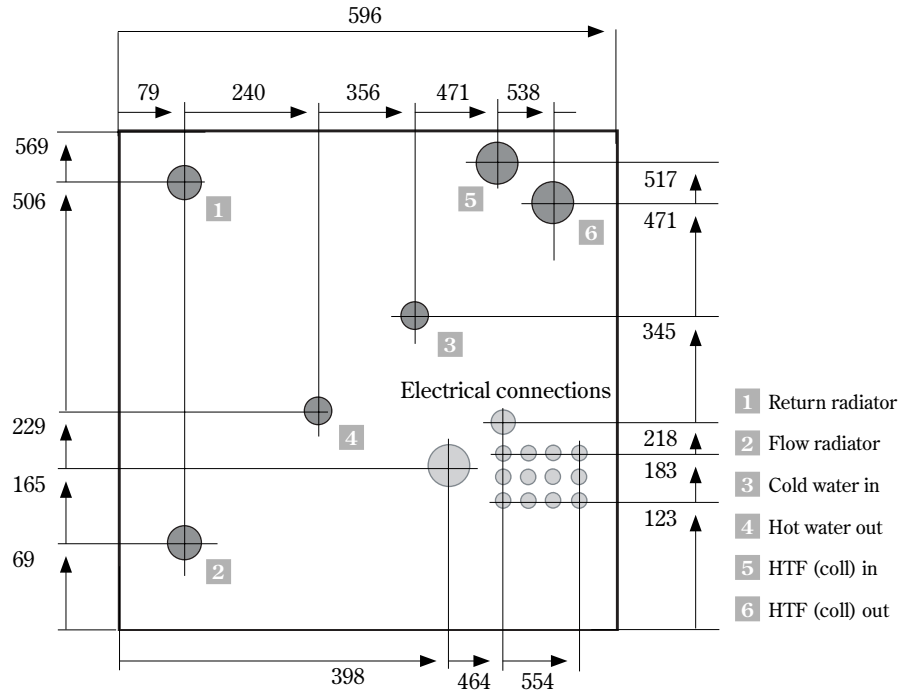 596
79 240 356 471 538
569
506
1
5
6
517
471
3
345
Electrical connections
4
229
165
218
183
123
69
2
398
464
554
1 Return radiator
2 Flow radiator
3 Cold water in
4 Hot water out
5 HTF (coll) in
6 HTF (coll) out